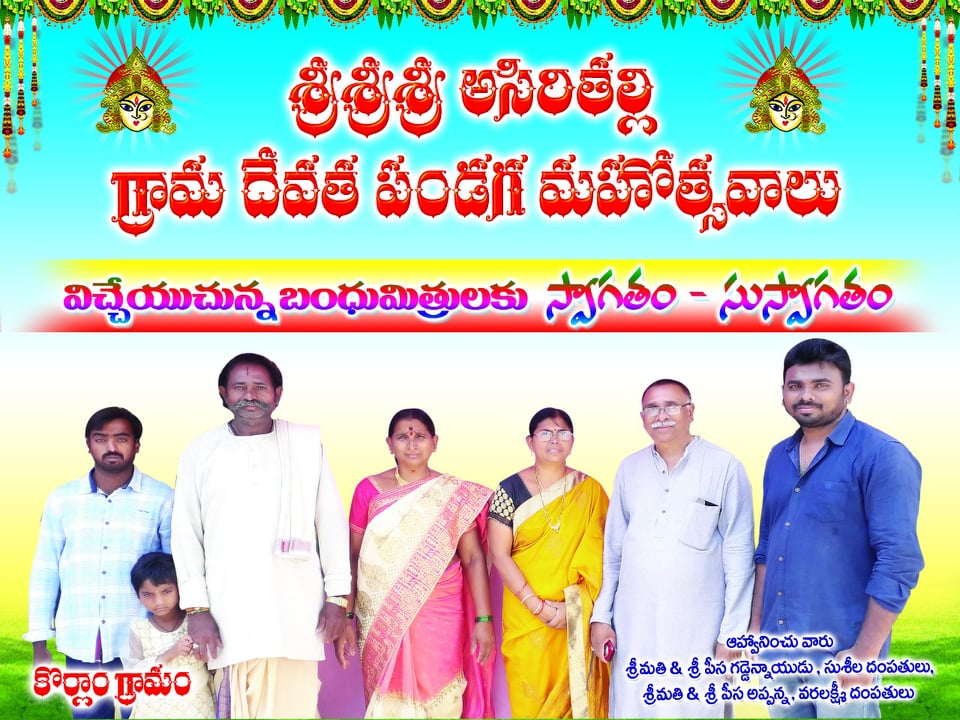 శ్రీశ్రీశ్రీ అసిరితల్లి
గ్రామ దేవత పండగ మహోత్సవాలు
విచ్చేయుచున్న బంధుమిత్రులకు స్వాగతం - సుస్వాగతం
ఆహ్వానించు వారు
శ్రీమతి & శ్రీ పీస గడ్డెన్నాయుడు , సుశీల దంపతులు,
శ్రీమతి & శ్రీ పీస అప్పన్న , వరలక్ష్మీ దంపతులు
కొర్లాం గ్రామం